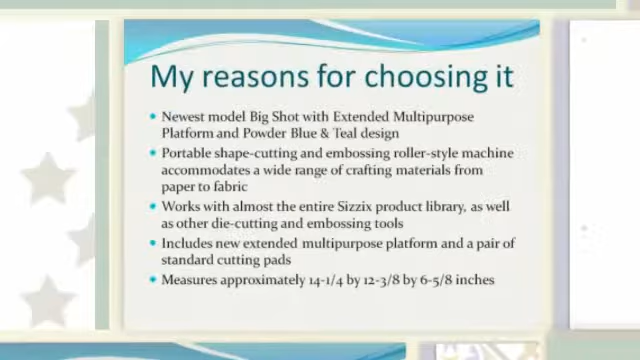 My reasons for choosing it
Newest model Big Shot with Extended Multipurpose
Platform and Powder Blue & Teal design
Portable shape-cutting and embossing roller-style machine
accommodates a wide range of crafting materials from
paper to fabric
Works with almost the entire Sizzix product library, as well
as other die-cutting and embossing tools
Includes new extended multipurpose platform and a pair of
standard cutting pads
Measures approximately 14-1/4 by 12-3/8 by 6-5/8 inches